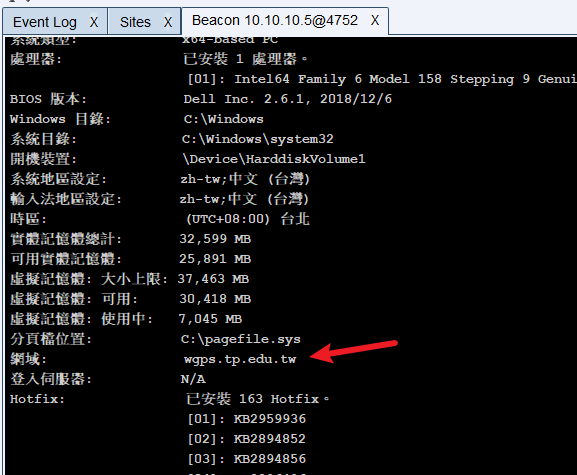 Event Log X Sites X Beacon 10.10.10.5@4752 X
系統類型: x64-based PC
處理器: 已安裝 1 處理器。
[01]: Intel64 Family 6 Model 158 Stepping 9 Genui
BIOS 版本: Dell Inc. 2.6.1, 2018/12/6
Windows 目錄: C:\Windows
系統目錄: C:\Windows\system32
開機裝置: \Device\HarddiskVolume1
系統地區設定: zh-tw;中文 (台灣)
輸入法地區設定: zh-tw;中文 (台灣)
時區: (UTC+08:00) 台北
實體記憶體總計: 32,599 MB
可用實體記憶體: 25,891 MB
虛擬記憶體: 大小上限: 37,463 MB
虛擬記憶體: 可用: 30,418 MB
虛擬記憶體: 使用中: 7,045 MB
分頁檔位置: C:\pagefile.sys
網域: wgps.tp.edu.tw
登入伺服器: N/A
Hotfix: 已安裝 163 Hotfix。
[01]: KB2959936
[02]: KB2894852
[03]: KB2894856